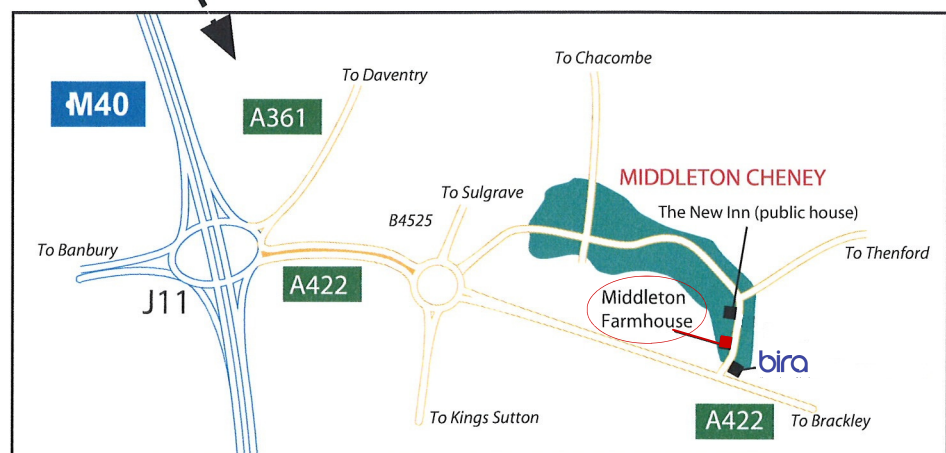 M40
To Daventry
A361
To Chacombe
MIDDLETON CHENEY
To Sulgrave
B4525
The New Inn (public house)
To Banbury
To Thenford
J11
A422
Middleton
Farmhouse
bira
To Kings Sutton
A422
To Brackley